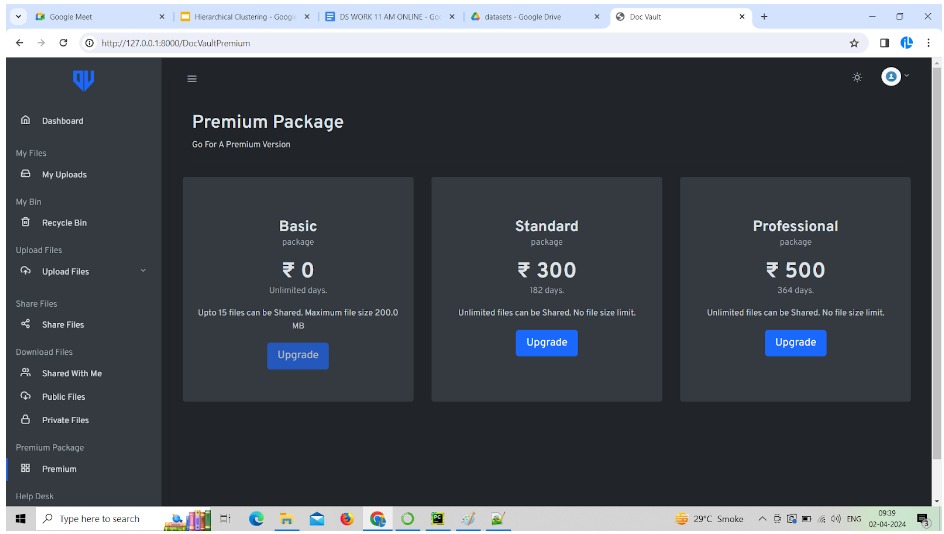 Google Meet
Hierarchical Clustering - Google
DS WORK 11 AM ONLINE - Goo
datasets - Google Drive
Doc Vault
http://127.0.0.1:8000/DocVaultPremium
DV
Dashboard
My Files
My Uploads
My Bin
Recycle Bin
Upload Files
Upload Files
Share Files
Share Files
Download Files
Shared With Me
Public Files
Private Files
Premium Package
Premium
Help Desk
Premium Package
Go For A Premium Version
Basic
package
₹ 0
Unlimited days.
Upto 15 files can be Shared. Maximum file size 200.0
MB
Upgrade
Standard
package
₹ 300
182 days.
Unlimited files can be Shared. No file size limit.
Upgrade
Professional
package
₹ 500
364 days.
Unlimited files can be Shared. No file size limit.
Upgrade
Type here to search
29°C Smoke
ENG
09:39
02-04-2024
3